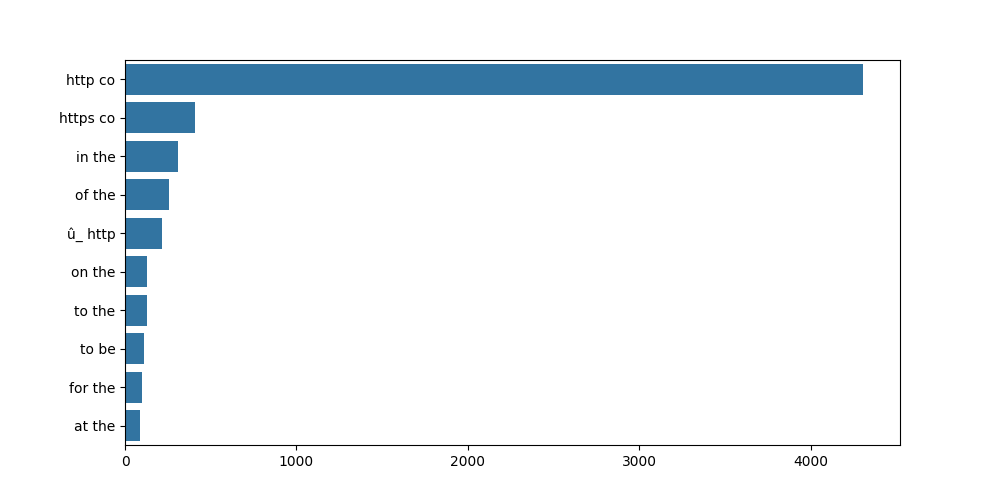 http co
https co
in the
of the
û_ http
on the
to the
to be
for the
at the
0 1000 2000 3000 4000